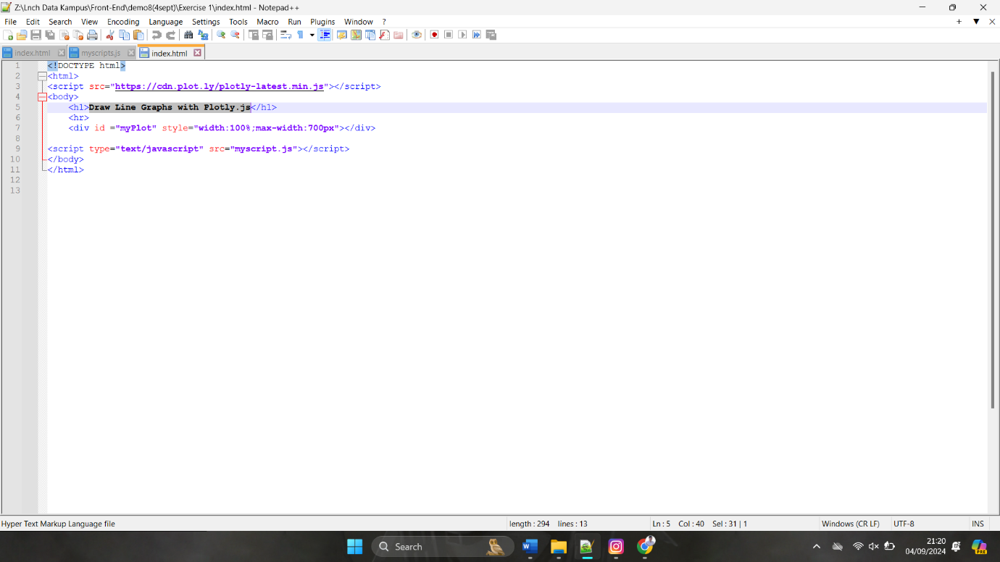 Z:\Lnch Data Kampus\Front-End\demo8(4sept)\Exercise 1\index.html - Notepad++
File Edit Search View Encoding Language Settings Tools Macro Run Plugins Window ?
index.html myscripts.js index.html
1 <!DOCTYPE html>
2 <html>
3 <script src="https://cdn.plot.ly/plotly-latest.min.js"></script>
4 <body>
5 <h1>Draw Line Graphs with Plotly.js</h1>
6 <hr>
7 <div id ="myPlot" style="width:100%;max-width:700px"></div>
8
9 <script type="text/javascript" src="myscript.js"></script>
10 </body>
11 </html>
12
13
Hyper Text Markup Language file length : 294 lines : 13 Ln : 5 Col : 40 Sel : 31 | 1 Windows (CR LF) UTF-8 INS
Search 21:20
04/09/2024 PRE